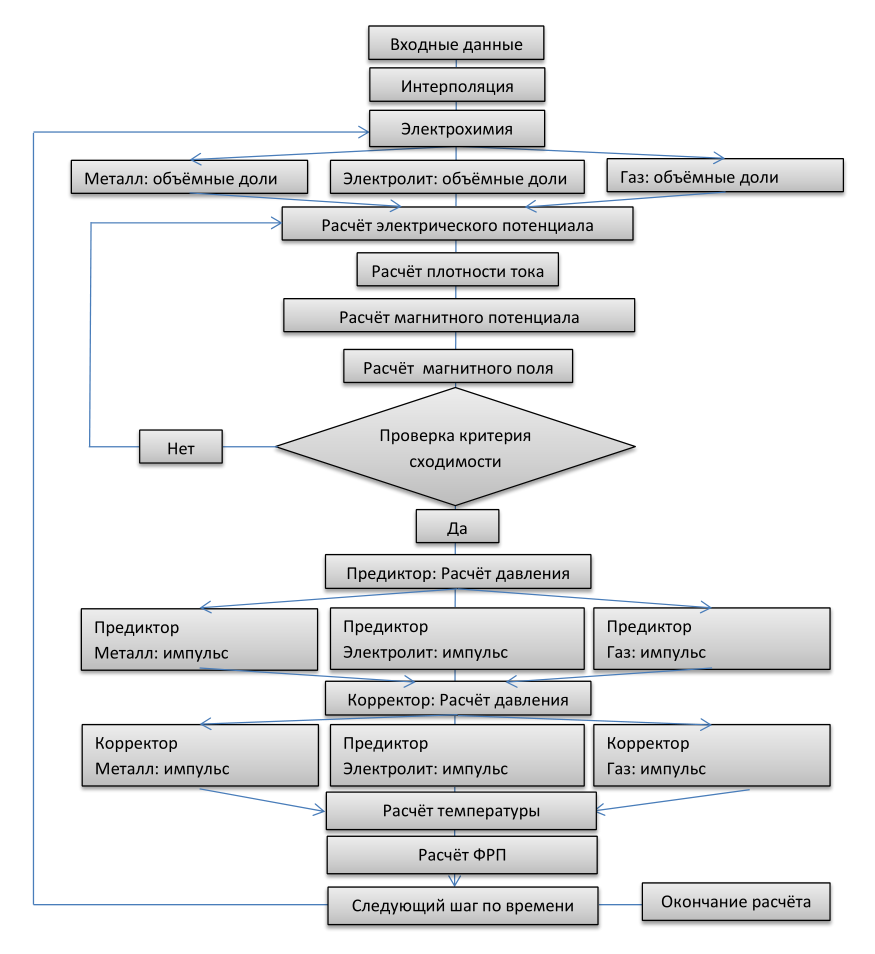 Входные данные
Интерполяция
Электрохимия
Металл: объёмные доли
Электролит: объёмные доли
Газ: объёмные доли
Расчёт электрического потенциала
Расчёт плотности тока
Расчёт магнитного потенциала
Расчёт магнитного поля
Проверка критерия
сходимости
Нет
Да
Предиктор: Расчёт давления
Предиктор
Металл: импульс
Предиктор
Электролит: импульс
Предиктор
Газ: импульс
Корректор: Расчёт давления
Корректор
Металл: импульс
Предиктор
Электролит: импульс
Корректор
Газ: импульс
Расчёт температуры
Расчёт ФРП
Следующий шаг по времени
Окончание расчёта